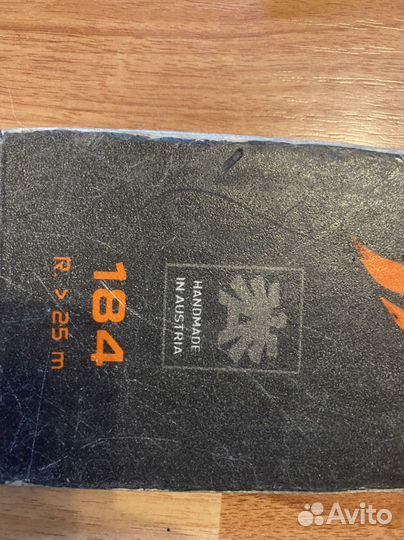 184
R > 25 m
HANDMADE
IN AUSTRIA
Avito